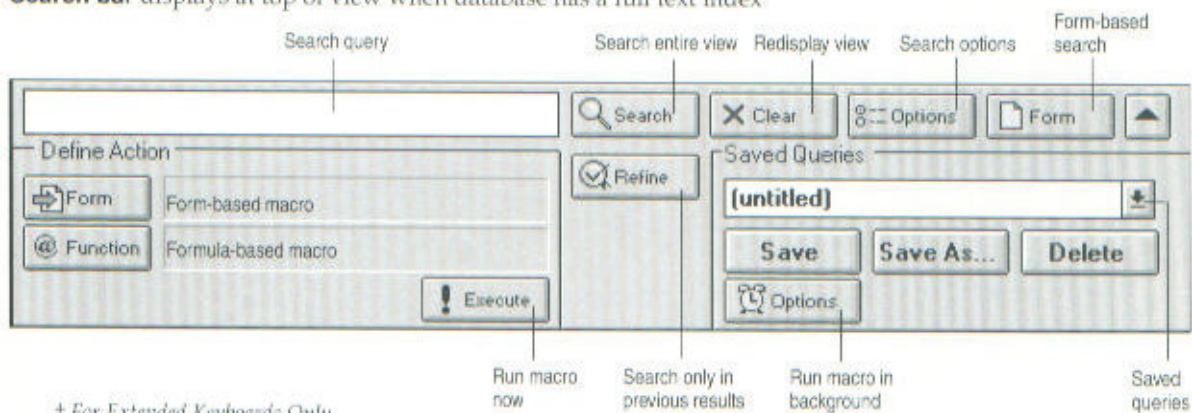 Search bar displays at top of view when database has a full text index
Form-based
search
Search query
Search entire view
Redisplay view
Search options
Search
Clear
Options
Form
Define Action
Refine
Saved Queries
Form
Form-based macro
(untitled)
@ Function
Formula-based macro
Save
Save As...
Delete
Execute
Options
Run macro
now
Search only in
previous results
Run macro in
background
Saved
queries
† For Extended Keyboards Only